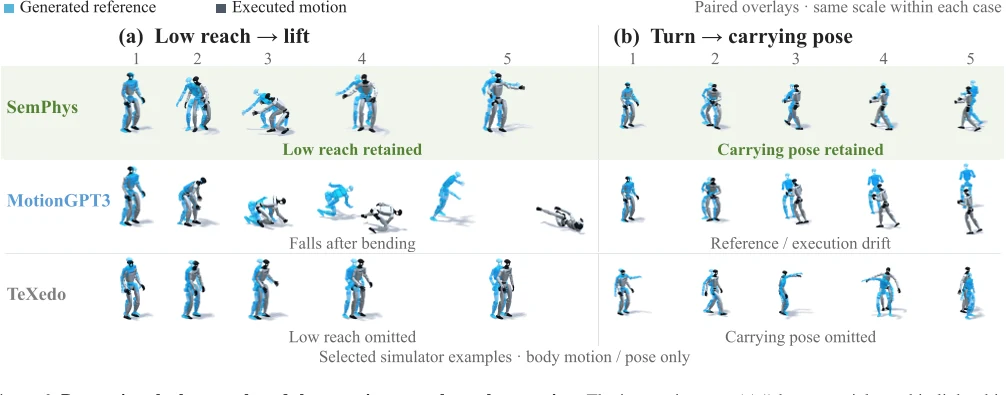 Generated reference
Executed motion
Paired overlays · same scale within each case
(a) Low reach → lift
(b) Turn → carrying pose
1 2 3 4 5
1 2 3 4 5
SemPhys
Low reach retained
Carrying pose retained
MotionGPT3
Falls after bending
Reference / execution drift
TeXedo
Low reach omitted
Carrying pose omitted
Selected simulator examples · body motion / pose only